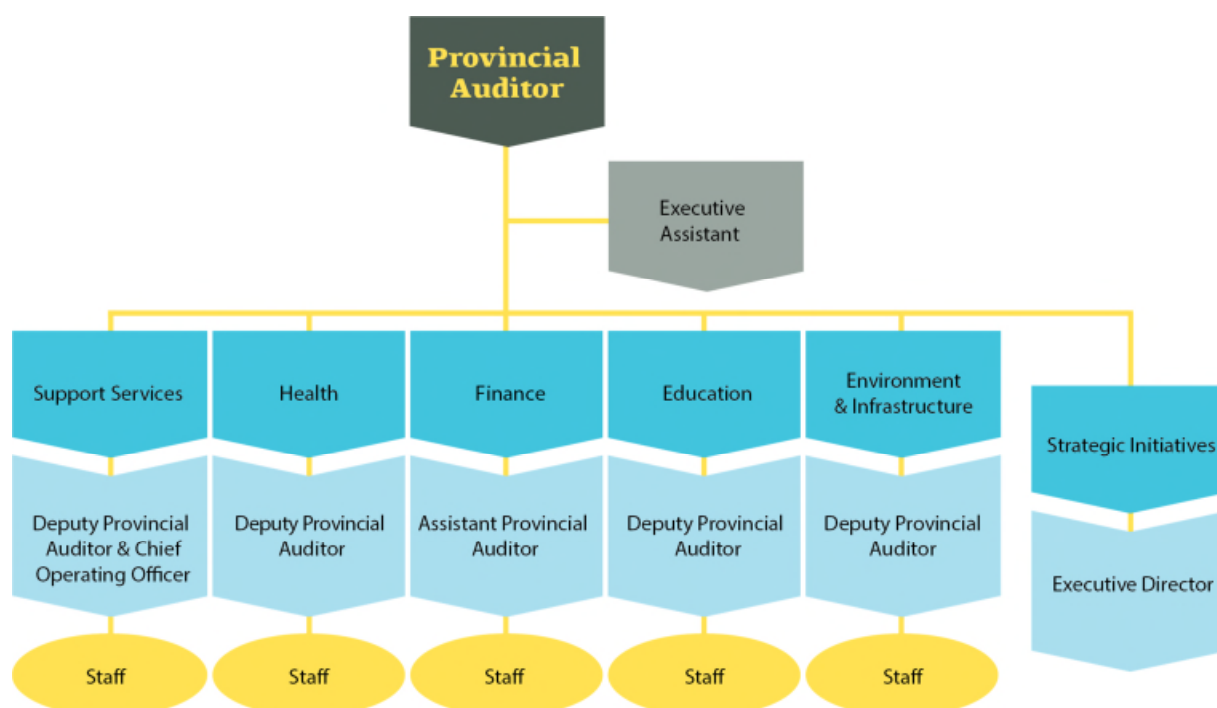 Provincial
Auditor
Executive
Assistant
Support Services
Health
Finance
Education
Environment
& Infrastructure
Strategic Initiatives
Deputy Provincial
Auditor & Chief
Operating Officer
Deputy Provincial
Auditor
Assistant Provincial
Auditor
Deputy Provincial
Auditor
Deputy Provincial
Auditor
Executive Director
Staff
Staff
Staff
Staff
Staff